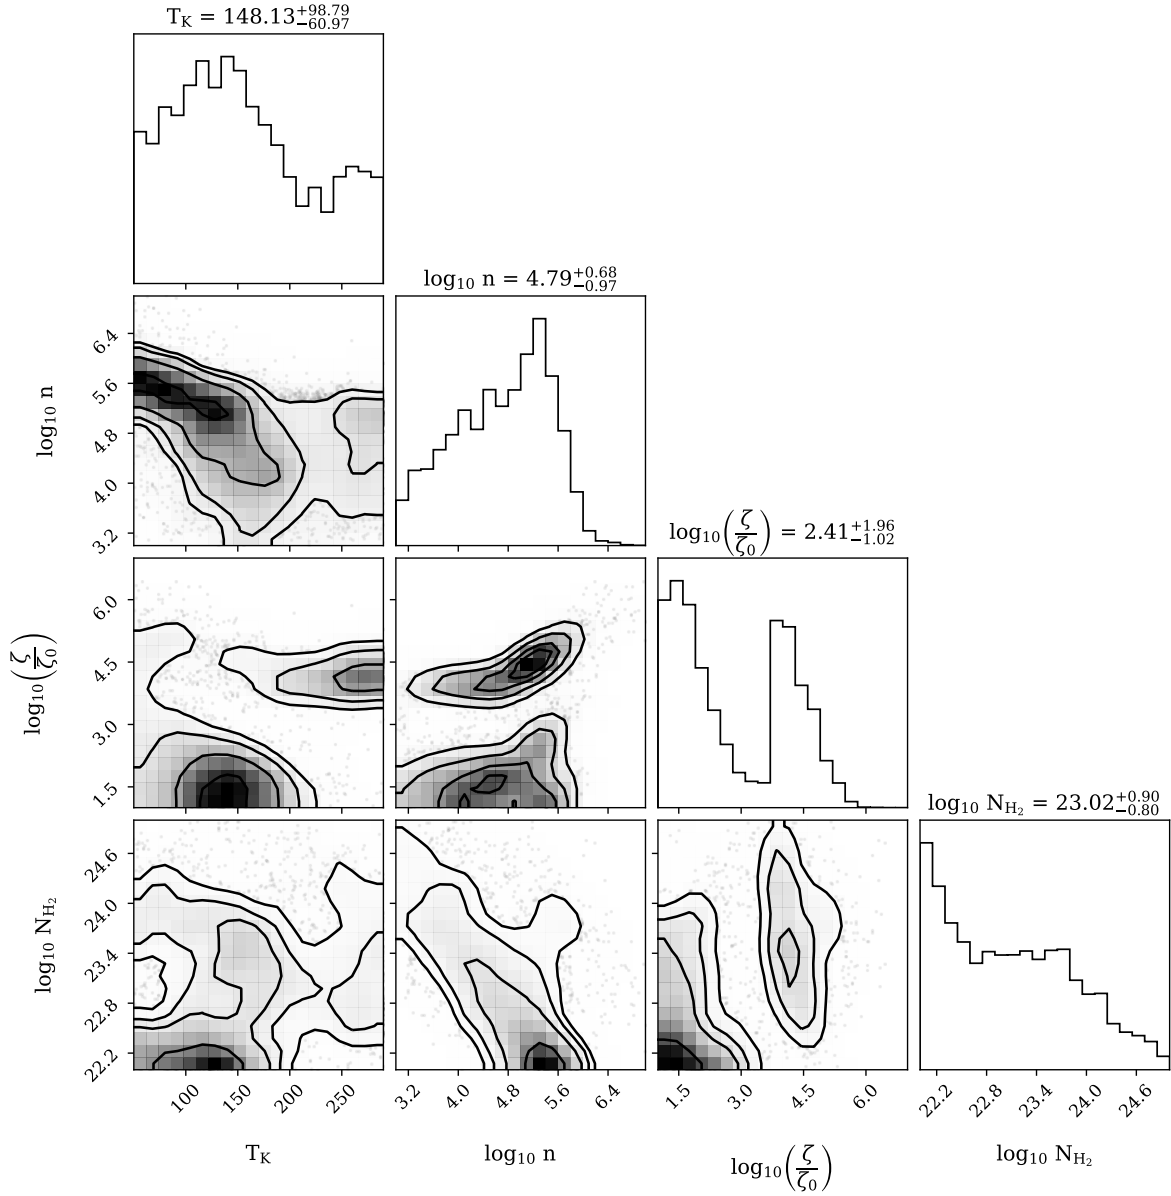 T_K = 148.13^{+98.79}_{-60.97}
log₁₀ n = 4.79^{+0.68}_{-0.97}
6.4
5.6
4.8
4.0
3.2
log₁₀ n
log₁₀(ζ/ζ₀) = 2.41^{+1.96}_{-1.02}
6.0
4.5
3.0
1.5
log₁₀(ζ/ζ₀)
log₁₀ N_{H₂} = 23.02^{+0.90}_{-0.80}
24.6
24.0
23.4
22.8
22.2
log₁₀ N_{H₂}
100 150 200 250
3.2 4.0 4.8 5.6 6.4
1.5 3.0 4.5 6.0
22.2 22.8 23.4 24.0 24.6
T_K
log₁₀ n
log₁₀(ζ/ζ₀)
log₁₀ N_{H₂}